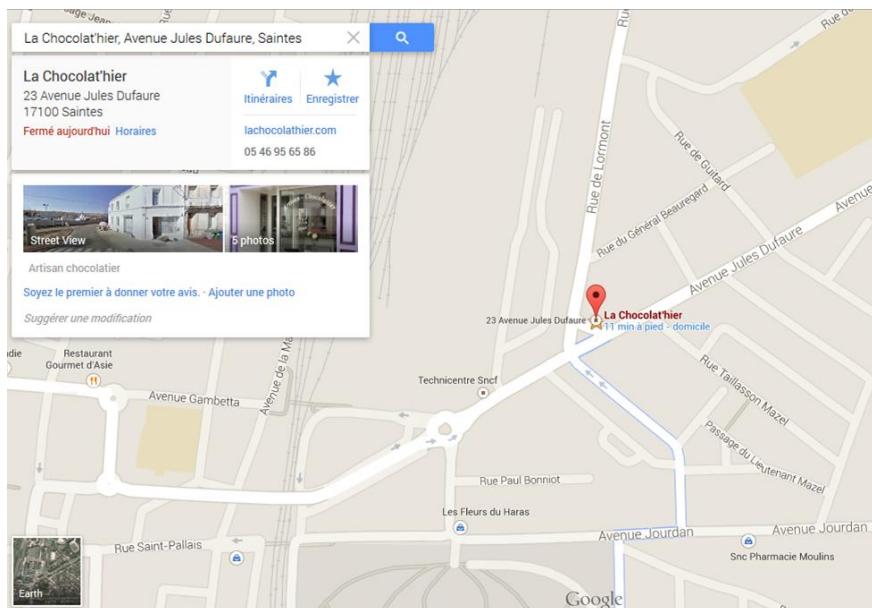 La Chocolat'hier, Avenue Jules Dufaure, Saintes
La Chocolat'hier
23 Avenue Jules Dufaure
17100 Saintes
Fermé aujourd'hui Horaires
Itinéraires
Enregistrer
lachocolathier.com
05 46 95 65 86
Street View
5 photos
Artisan chocolatier
Soyez le premier à donner votre avis. - Ajouter une photo
Suggérer une modification
Rue de Lormont
Rue de Guitard
Rue du Général Beauregard
Avenue Jules Dufaure
Avenue
23 Avenue Jules Dufaure
La Chocolat'hier
11 min à pied - domicile
Restaurant
Gourmet d'Asie
Technicentre Sncf
Avenue Gambetta
Avenue de la Ma
Rue Taillasson Mazel
Passage du Lieutenant Mazel
Rue Paul Bonniot
Les Fleurs du Haras
Avenue Jourdan
Avenue Jourdan
Rue Saint-Pallais
Snc Pharmacie Moulins
Earth
Google